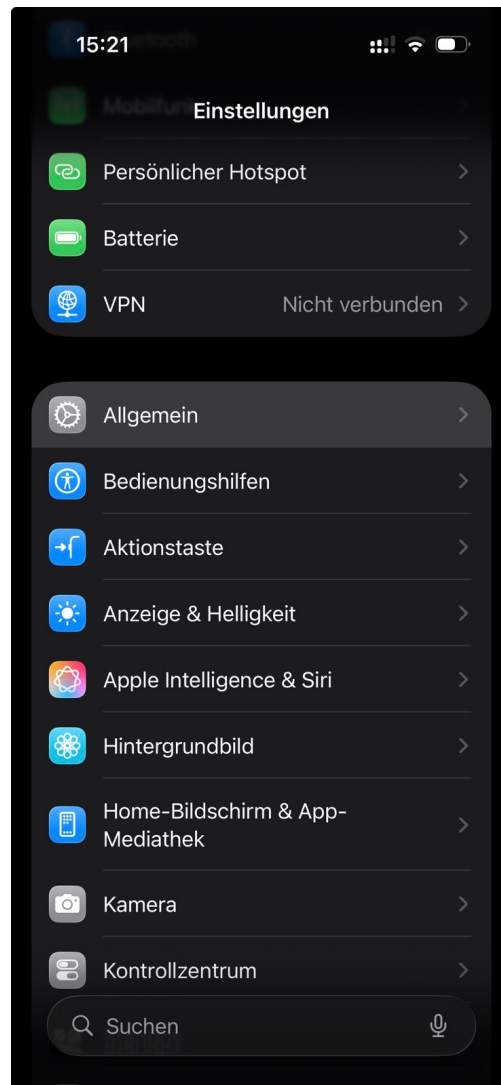 15:21
Einstellungen
Persönlicher Hotspot
Batterie
VPN Nicht verbunden
Allgemein
Bedienungshilfen
Aktionstaste
Anzeige & Helligkeit
Apple Intelligence & Siri
Hintergrundbild
Home-Bildschirm & App-
Mediathek
Kamera
Kontrollzentrum
Suchen